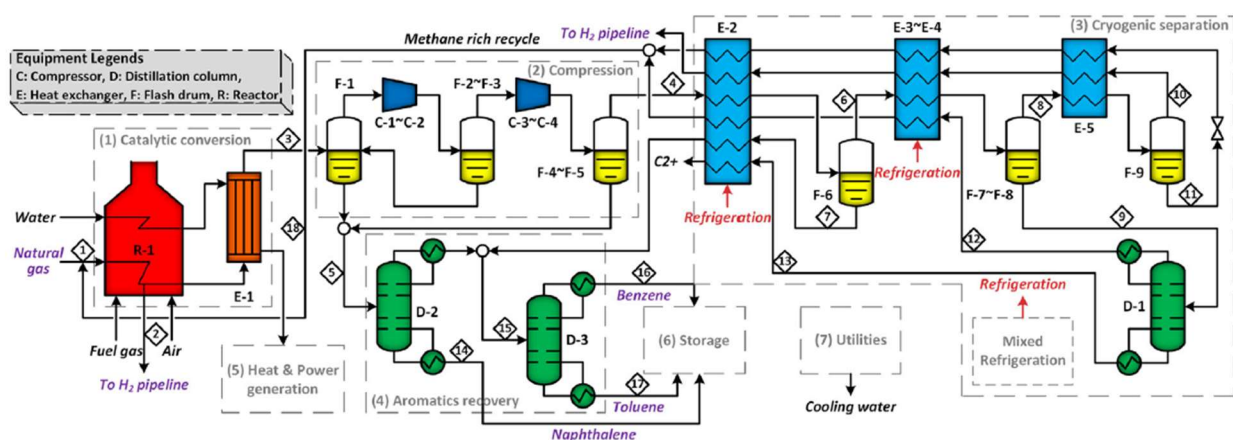 Equipment Legends
C: Compressor, D: Distillation column,
E: Heat exchanger, F: Flash drum, R: Reactor
Methane rich recycle
To H₂ pipeline
E-2
E-3~E-4
(3) Cryogenic separation
(2) Compression
F-1
C-1~C-2
F-2~F-3
C-3~C-4
F-4~F-5
4
6
8
E-5
10
(1) Catalytic conversion
3
C2+
Refrigeration
F-6
7
Refrigeration
F-7~F-8
F-9
11
9
Water
Natural
gas
1
R-1
18
E-1
Fuel gas
2
Air
To H₂ pipeline
(5) Heat & Power
generation
5
D-2
14
15
D-3
16
Benzene
17
Toluene
Naphthalene
(4) Aromatics recovery
(6) Storage
(7) Utilities
Cooling water
13
12
D-1
Refrigeration
Mixed
Refrigeration